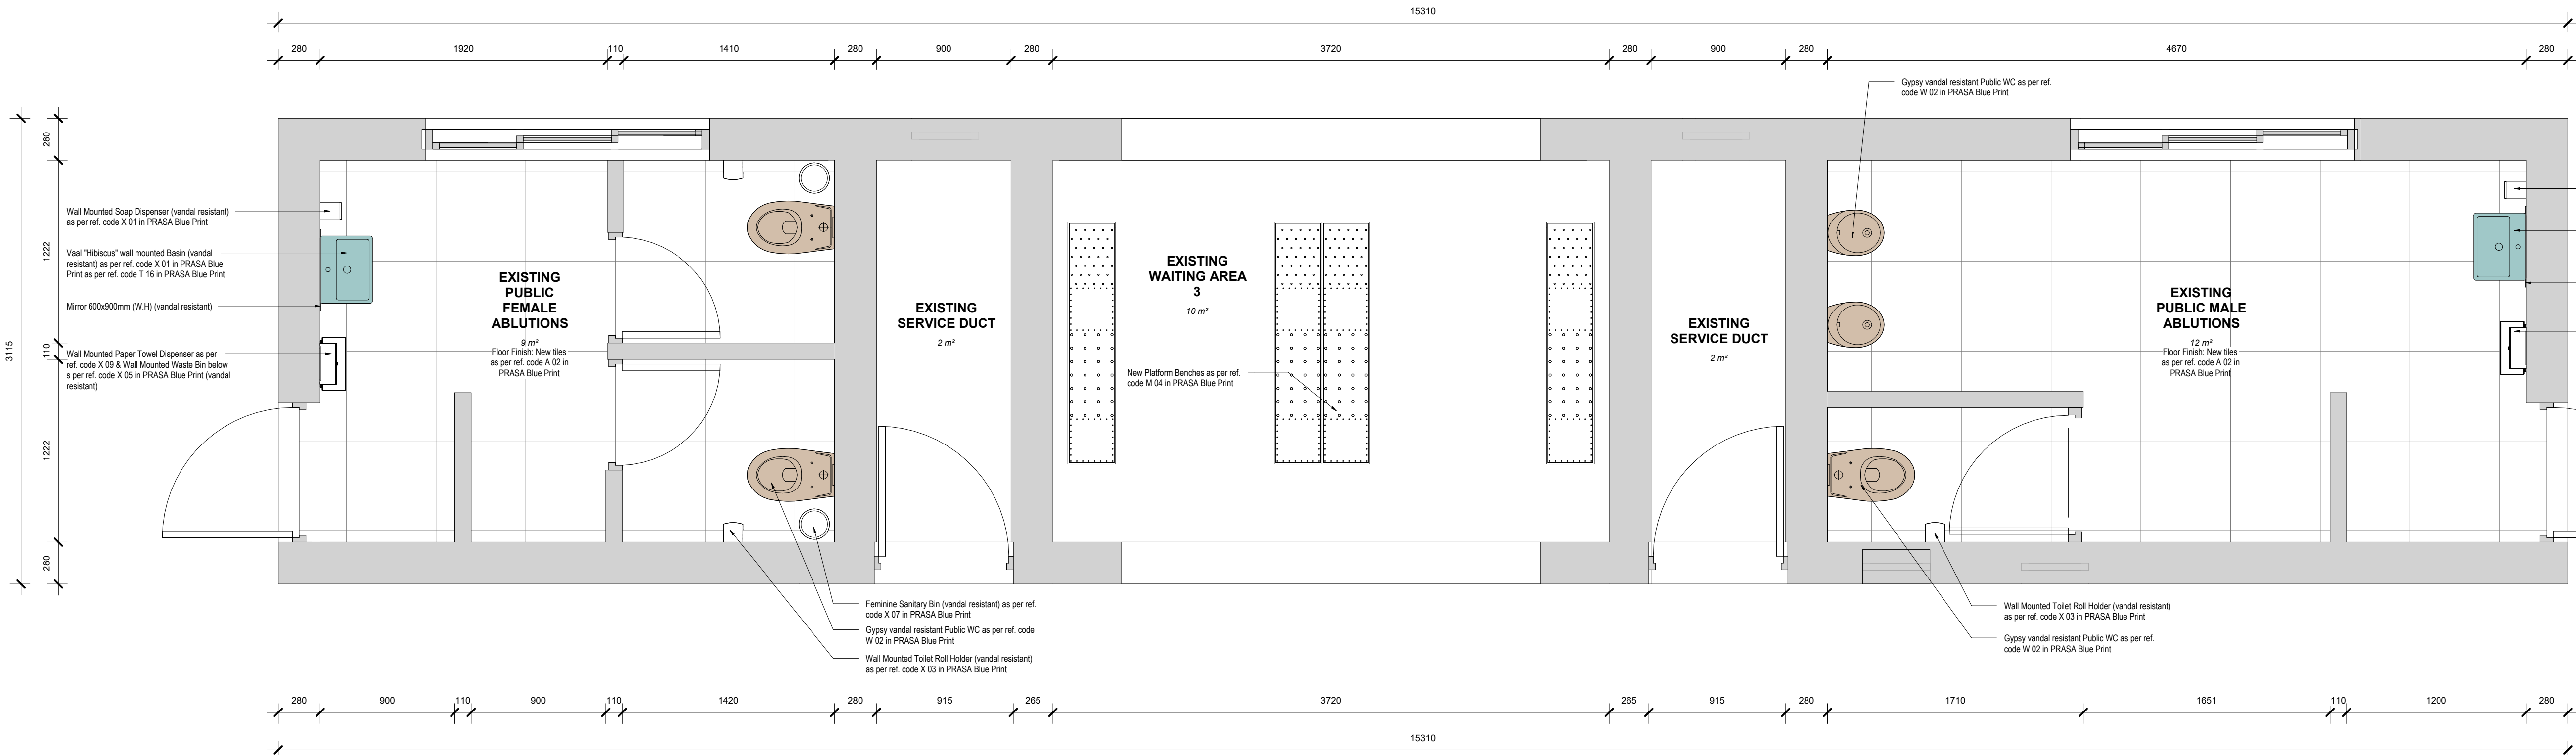 15310
280 1920 110 1410 280 900 280 3720 280 900 280 4670 280
Gypsy vandal resistant Public WC as per ref.
code W 02 in PRASA Blue Print
3115
280
1222
110
1222
280
Wall Mounted Soap Dispenser (vandal resistant)
as per ref. code X 01 in PRASA Blue Print
Vaal "Hibiscus" wall mounted Basin (vandal
resistant) as per ref. code X 01 in PRASA Blue
Print as per ref. code T 16 in PRASA Blue Print
Mirror 600x900mm (W.H) (vandal resistant)
Wall Mounted Paper Towel Dispenser as per
ref. code X 09 & Wall Mounted Waste Bin below
s per ref. code X 05 in PRASA Blue Print (vandal
resistant)
EXISTING
PUBLIC
FEMALE
ABLUTIONS
9 m²
Floor Finish: New tiles
as per ref. code A 02 in
PRASA Blue Print
EXISTING
SERVICE DUCT
2 m²
EXISTING
WAITING AREA
3
10 m²
New Platform Benches as per ref.
code M 04 in PRASA Blue Print
EXISTING
SERVICE DUCT
2 m²
EXISTING
PUBLIC MALE
ABLUTIONS
12 m²
Floor Finish: New tiles
as per ref. code A 02 in
PRASA Blue Print
Feminine Sanitary Bin (vandal resistant) as per ref.
code X 07 in PRASA Blue Print
Gypsy vandal resistant Public WC as per ref. code
W 02 in PRASA Blue Print
Wall Mounted Toilet Roll Holder (vandal resistant)
as per ref. code X 03 in PRASA Blue Print
Wall Mounted Toilet Roll Holder (vandal resistant)
as per ref. code X 03 in PRASA Blue Print
Gypsy vandal resistant Public WC as per ref.
code W 02 in PRASA Blue Print
280 900 110 900 110 1420 280 915 265 3720 265 915 280 1710 1651 110 1200 280
15310